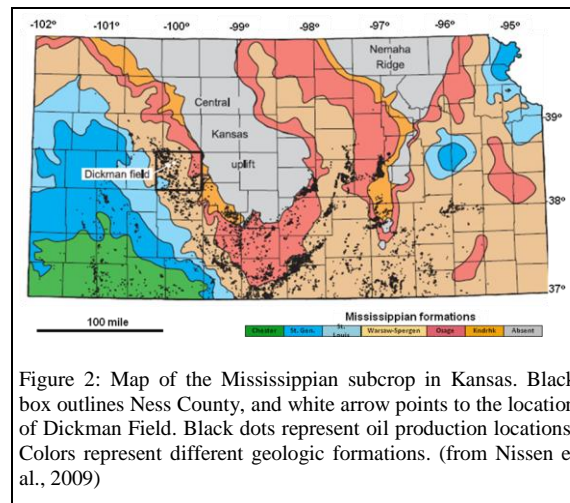 -102° -101° -100° -99° -98° -97° -96° -95°
Nemaha
Ridge
Central
Kansas
uplift
39°
Dickman field
38°
37°
100 mile
Mississippian formations
Chester St. Gen. St. Louis Warsaw-Spergen Osage Kndrhk Absent
Figure 2: Map of the Mississippian subcrop in Kansas. Black
box outlines Ness County, and white arrow points to the location
of Dickman Field. Black dots represent oil production locations
Colors represent different geologic formations. (from Nissen e
al., 2009)